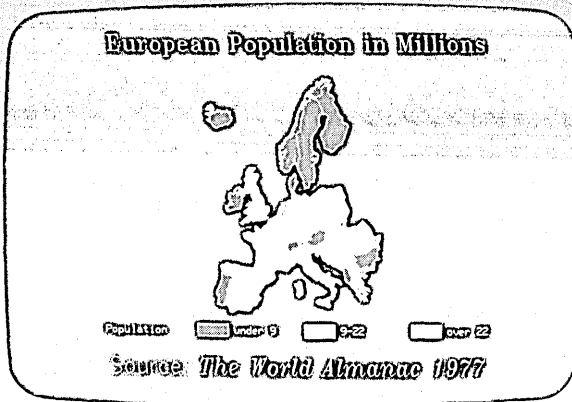 European Population in Millions
Population under 9 9-22 over 22
Source: The World Almanac 1977